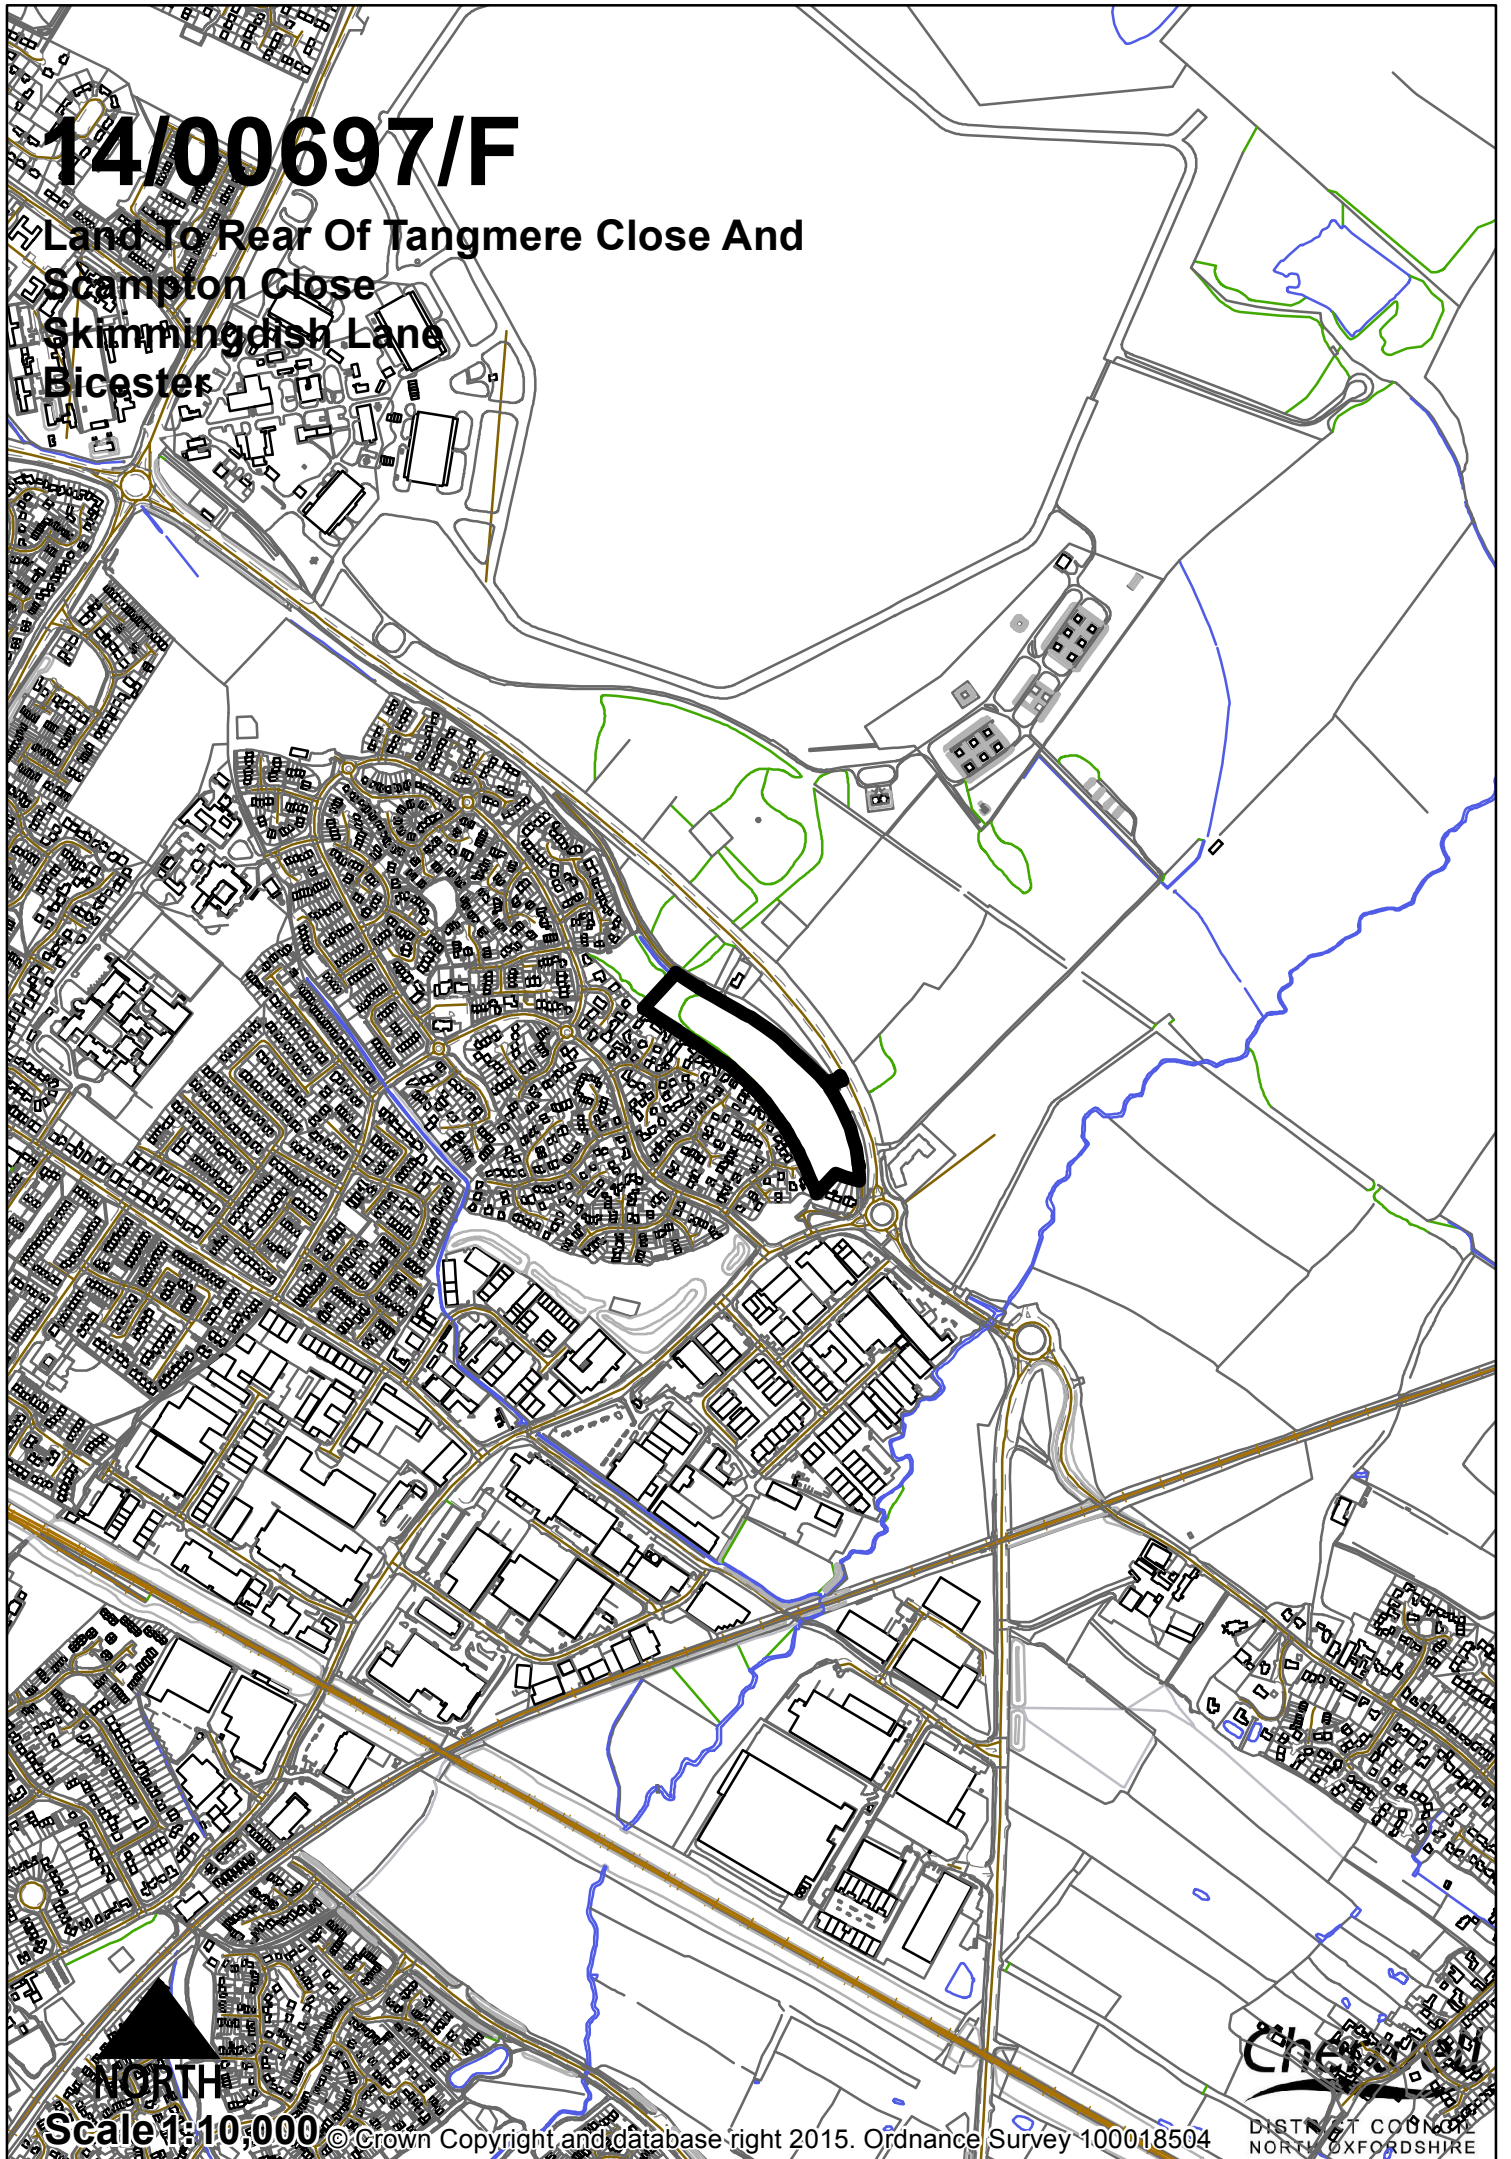 14/00697/F
Land To Rear Of Tangmere Close And
Scampton Close
Skimmingdish Lane
Bicester
NORTH
Scale 1:10,000
© Crown Copyright and database right 2015. Ordnance Survey 100018504
Cherwell
DISTRICT COUNCIL
NORTH OXFORDSHIRE